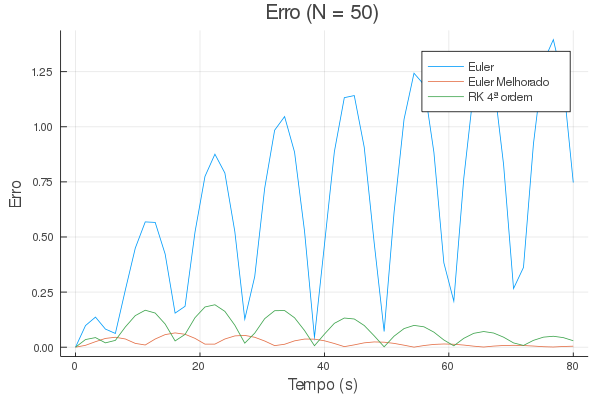 Erro (N = 50)
Euler
Euler Melhorado
RK 4ª ordem
1.25
1.00
0.75
0.50
0.25
0.00
Erro
0 20 40 60 80
Tempo (s)